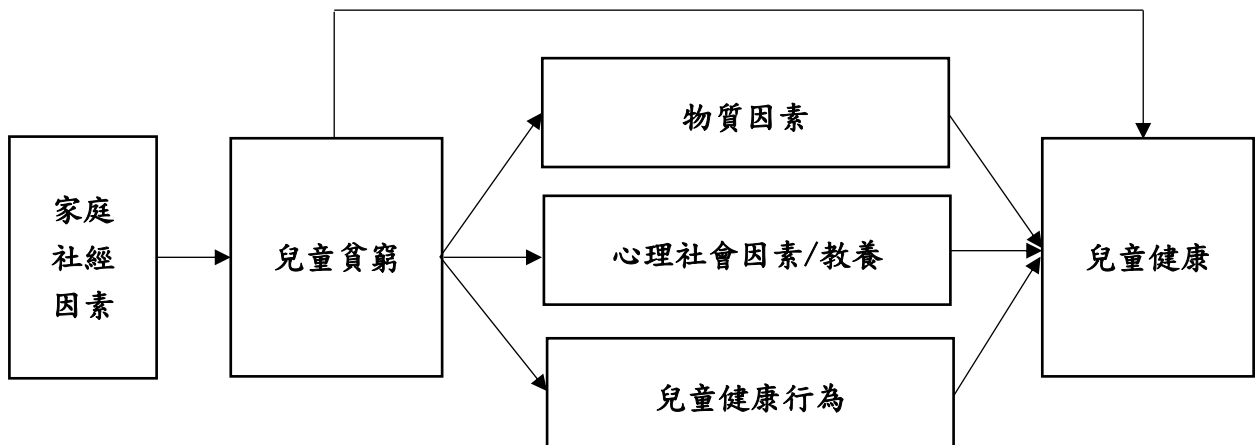 家庭
社經
因素
兒童貧窮
物質因素
心理社會因素/教養
兒童健康行為
兒童健康